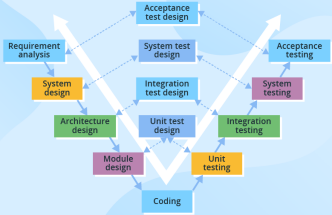 Acceptance
test design
Requirement
analysis
System test
design
Acceptance
testing
System
design
Integration
test design
System
testing
Architecture
design
Unit test
design
Integration
testing
Module
design
Unit
testing
Coding